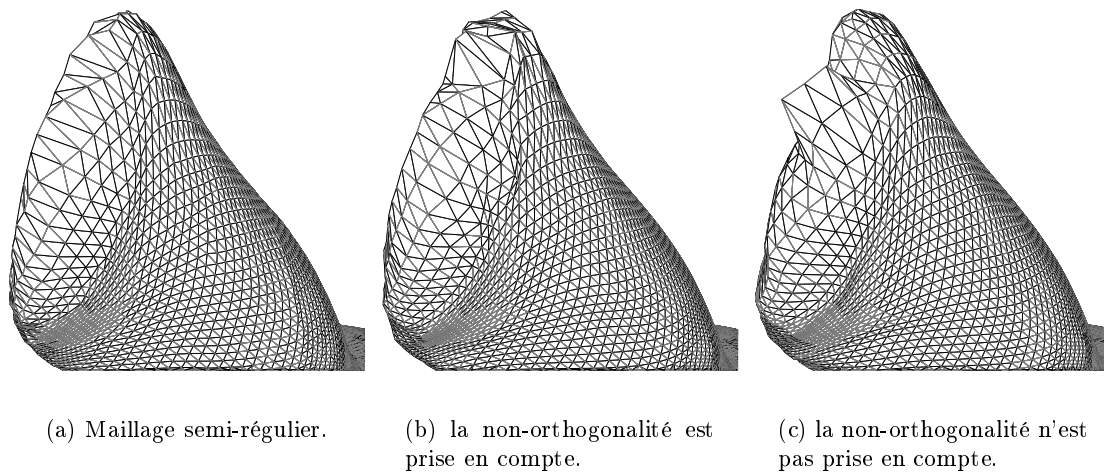 (a) Maillage semi-régulier.
(b) la non-orthogonalité est
prise en compte.
(c) la non-orthogonalité n'est
pas prise en compte.